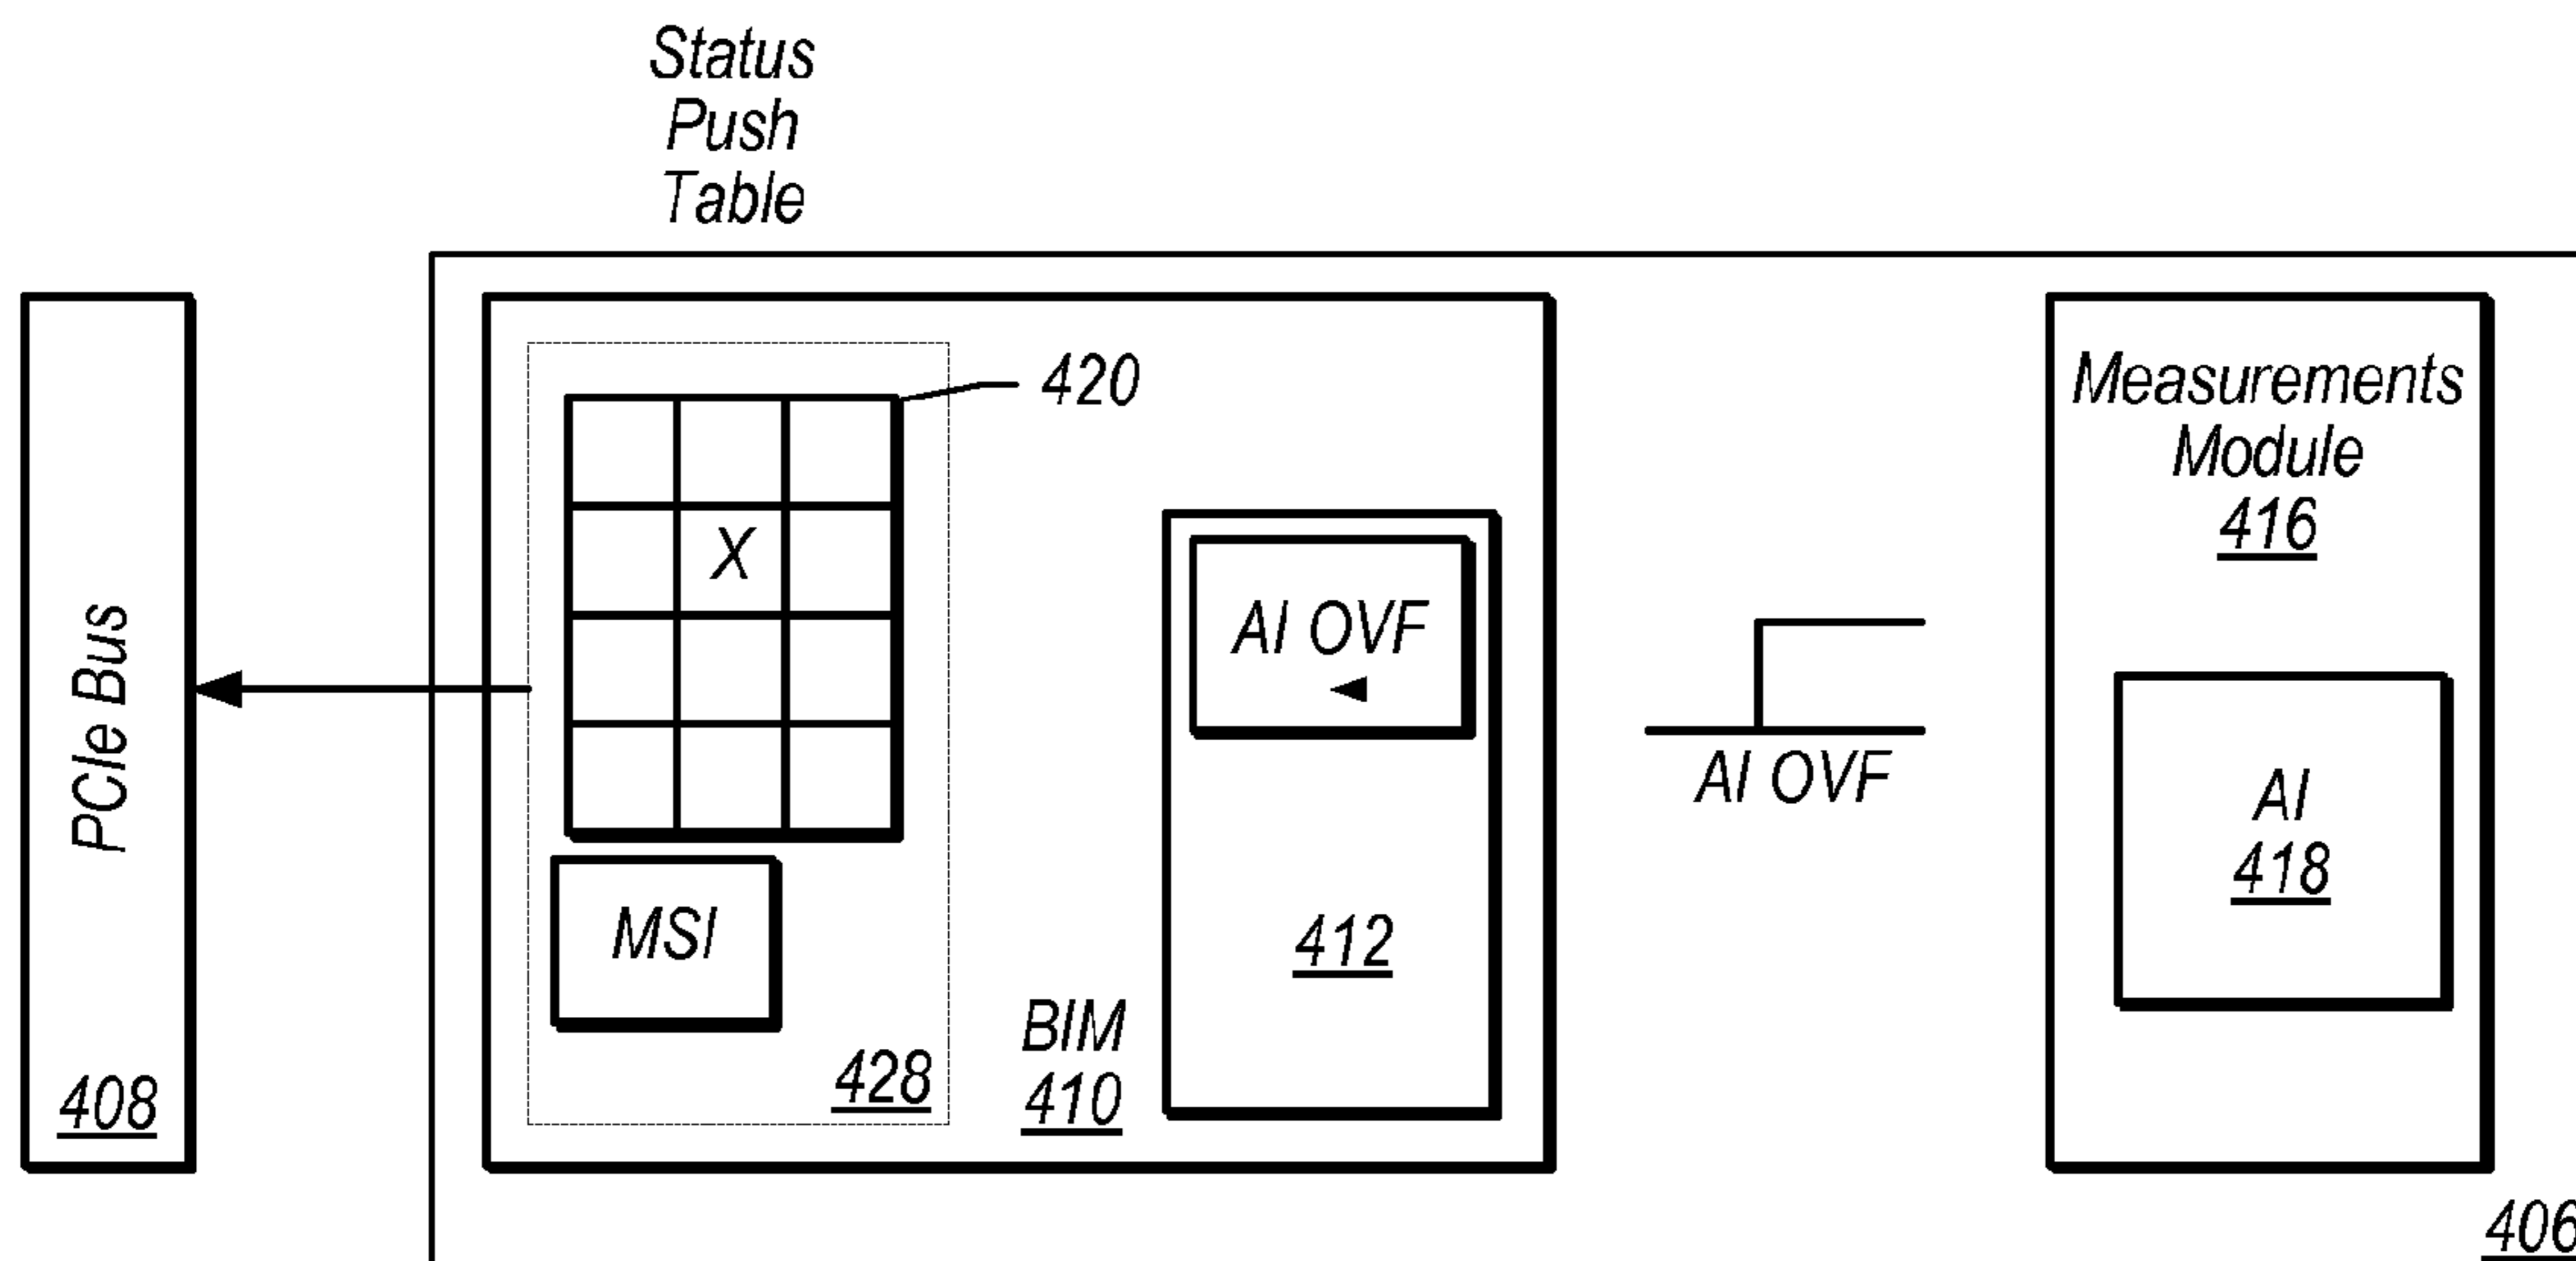 Status
Push
Table
PCIe Bus
408
420
X
MSI
428
BIM
410
AI OVF
412
AI OVF
Measurements
Module
416
AI
418
406